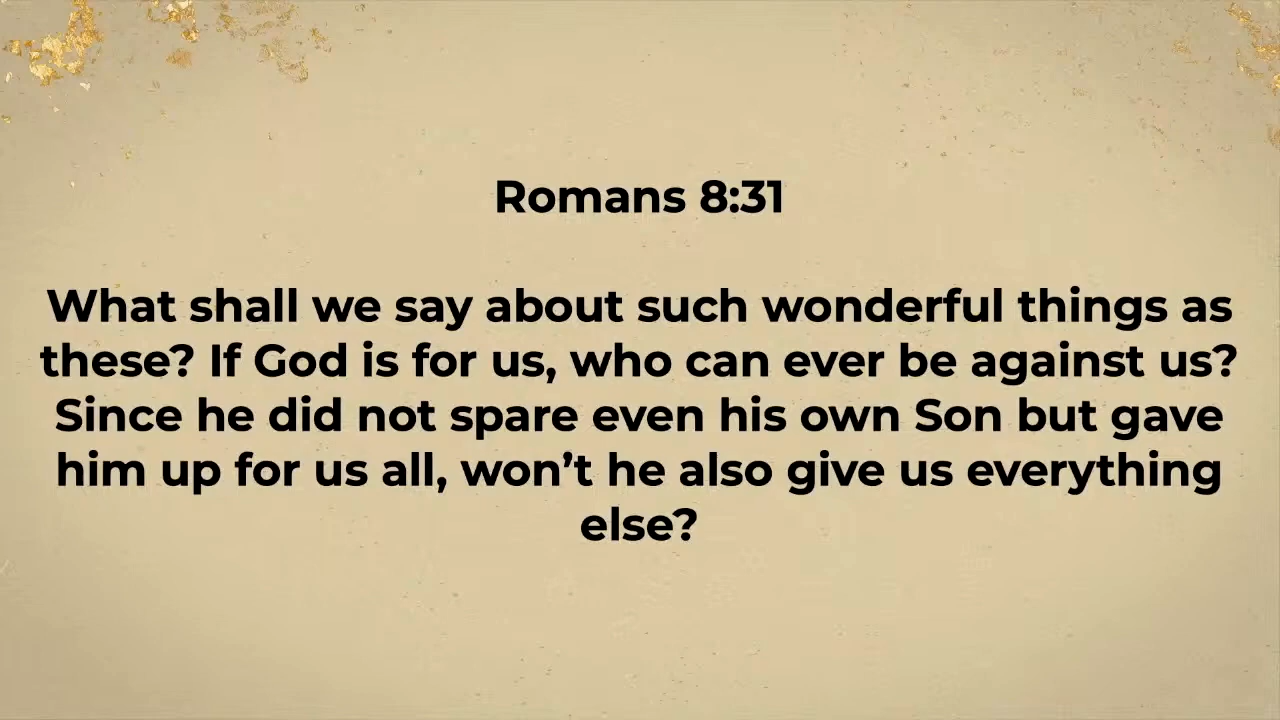 Romans 8:31
What shall we say about such wonderful things as
these? If God is for us, who can ever be against us?
Since he did not spare even his own Son but gave
him up for us all, won’t he also give us everything
else?